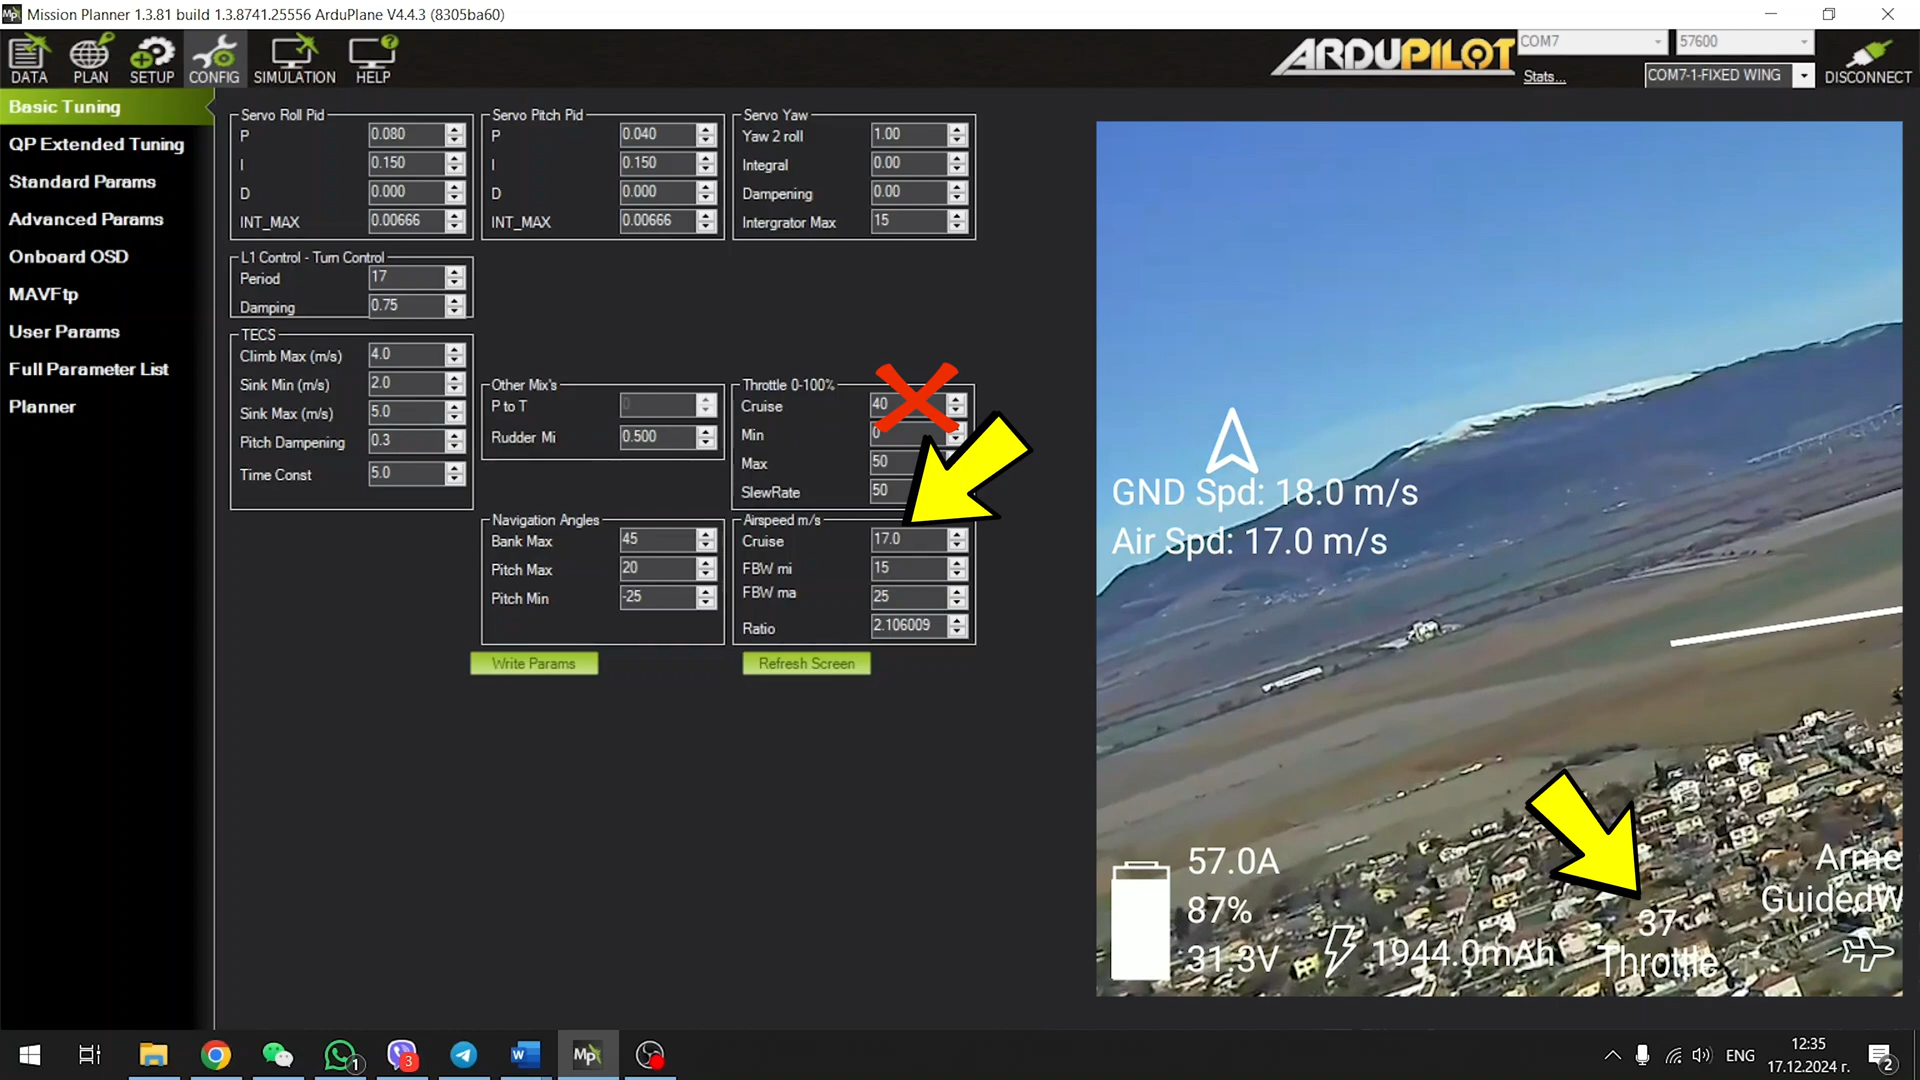 Mission Planner 1.3.81 build 1.3.8741.25556 ArduPlane V4.4.3 (8305ba60)
DATA
PLAN
SETUP
CONFIG
SIMULATION
HELP
ARDUPILOT
COM7
57600
Stats...
COM7-1-FIXED WING
DISCONNECT
Basic Tuning
QP Extended Tuning
Standard Params
Advanced Params
Onboard OSD
MAVFtp
User Params
Full Parameter List
Planner
Servo Roll Pid
P 0.080
I 0.150
D 0.000
INT_MAX 0.00666
Servo Pitch Pid
P 0.040
I 0.150
D 0.000
INT_MAX 0.00666
Servo Yaw
Yaw 2 roll 1.00
Integral 0.00
Dampening 0.00
Intergrator Max 15
L1 Control - Turn Control
Period 17
Damping 0.75
TECS
Climb Max (m/s) 4.0
Sink Min (m/s) 2.0
Sink Max (m/s) 5.0
Pitch Dampening 0.3
Time Const 5.0
Other Mix's
P to T 0
Rudder Mi 0.500
Throttle 0-100%
Cruise 40
Min 0
Max 50
SlewRate 50
Navigation Angles
Bank Max 45
Pitch Max 20
Pitch Min -25
Airspeed m/s
Cruise 17.0
FBW mi 15
FBW ma 25
Ratio 2.106009
Write Params
Refresh Screen
GND Spd: 18.0 m/s
Air Spd: 17.0 m/s
57.0A
87%
31.3V
1944.0mAh
37
Throttle
Arme
GuidedW
Mp
1
3
ENG
12:35
17.12.2024 г.
2